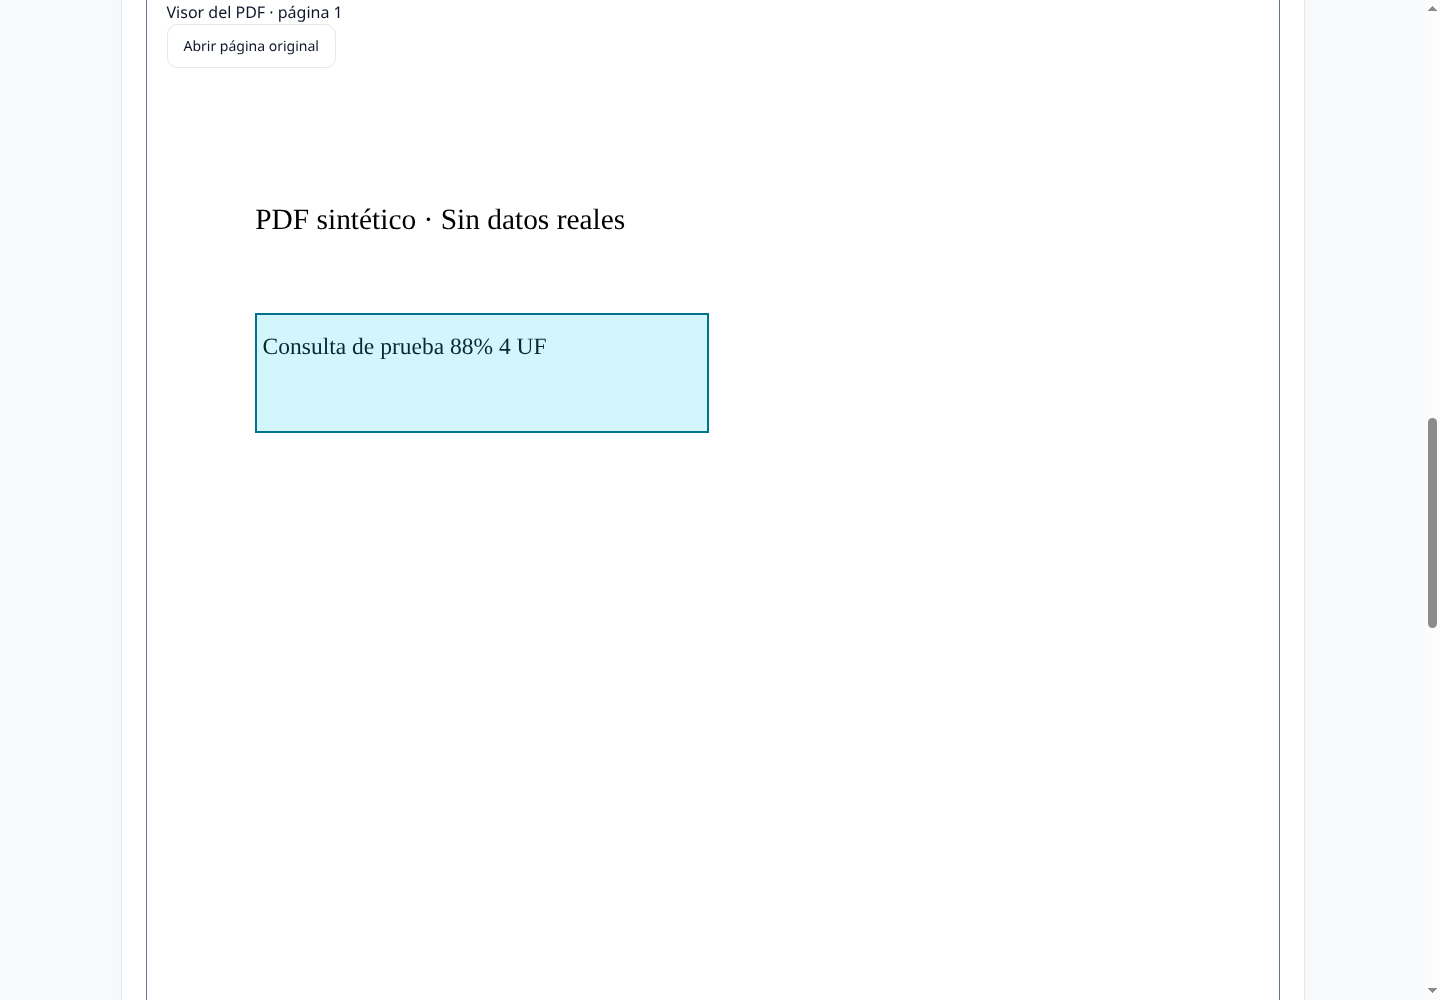 Visor del PDF · página 1
Abrir página original
PDF sintético · Sin datos reales
Consulta de prueba 88% 4 UF